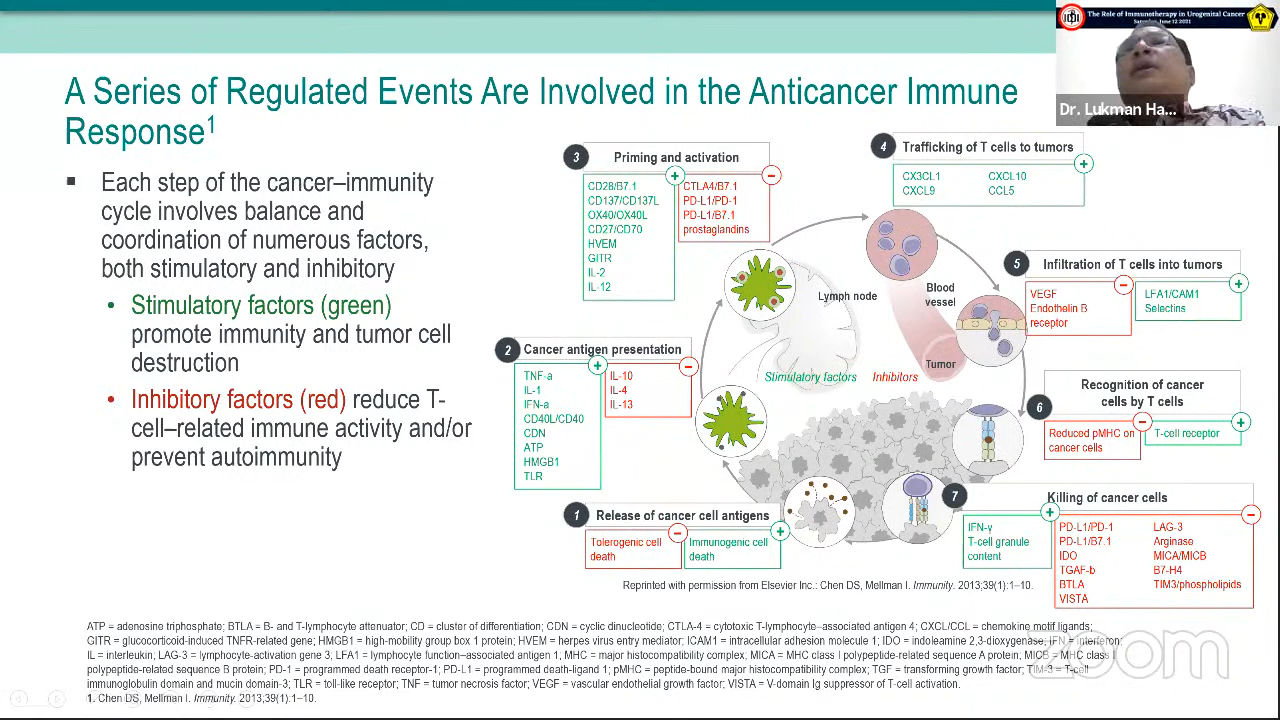 The Role of Immunotherapy in Urogenital Cancer
Saturday, June 12 2021
Dr. Lukman Ha...
A Series of Regulated Events Are Involved in the Anticancer Immune
Response1
▪ Each step of the cancer–immunity
cycle involves balance and
coordination of numerous factors,
both stimulatory and inhibitory
• Stimulatory factors (green)
promote immunity and tumor cell
destruction
• Inhibitory factors (red) reduce T-
cell–related immune activity and/or
prevent autoimmunity
3 Priming and activation
+
CD28/B7.1
CD137/CD137L
OX40/OX40L
CD27/CD70
HVEM
GITR
IL-2
IL-12
−
CTLA4/B7.1
PD-L1/PD-1
PD-L1/B7.1
prostaglandins
4 Trafficking of T cells to tumors
+
CX3CL1 CXCL10
CXCL9 CCL5
5 Infiltration of T cells into tumors
−
VEGF
Endothelin B
receptor
+
LFA1/CAM1
Selectins
Lymph node
Blood
vessel
Tumor
Stimulatory factors Inhibitors
2 Cancer antigen presentation
+
TNF-a
IL-1
IFN-a
CD40L/CD40
CDN
ATP
HMGB1
TLR
−
IL-10
IL-4
IL-13
6 Recognition of cancer
cells by T cells
−
Reduced pMHC on
cancer cells
+
T-cell receptor
1 Release of cancer cell antigens
−
Tolerogenic cell
death
+
Immunogenic cell
death
7 Killing of cancer cells
+
IFN-γ
T-cell granule
content
−
PD-L1/PD-1 LAG-3
PD-L1/B7.1 Arginase
IDO MICA/MICB
TGAF-b B7-H4
BTLA TIM3/phospholipids
VISTA
Reprinted with permission from Elsevier Inc.: Chen DS, Mellman I. Immunity. 2013;39(1):1–10.
ATP = adenosine triphosphate; BTLA = B- and T-lymphocyte attenuator; CD = cluster of differentiation; CDN = cyclic dinucleotide; CTLA-4 = cytotoxic T-lymphocyte–associated antigen 4; CXCL/CCL = chemokine motif ligands;
GITR = glucocorticoid-induced TNFR-related gene; HMGB1 = high-mobility group box 1 protein; HVEM = herpes virus entry mediator; ICAM1 = intracellular adhesion molecule 1; IDO = indoleamine 2,3-dioxygenase; IFN = interferon;
IL = interleukin; LAG-3 = lymphocyte-activation gene 3; LFA1 = lymphocyte function–associated antigen 1; MHC = major histocompatibility complex; MICA = MHC class I polypeptide-related sequence A protein; MICB = MHC class I
polypeptide-related sequence B protein; PD-1 = programmed death receptor-1; PD-L1 = programmed death-ligand 1; pMHC = peptide-bound major histocompatibility complex; TGF = transforming growth factor; TIM-3 = T-cell
immunoglobulin domain and mucin domain-3; TLR = toll-like receptor; TNF = tumor necrosis factor; VEGF = vascular endothelial growth factor; VISTA = V-domain Ig suppressor of T-cell activation.
1. Chen DS, Mellman I. Immunity. 2013;39(1):1–10.
zoom